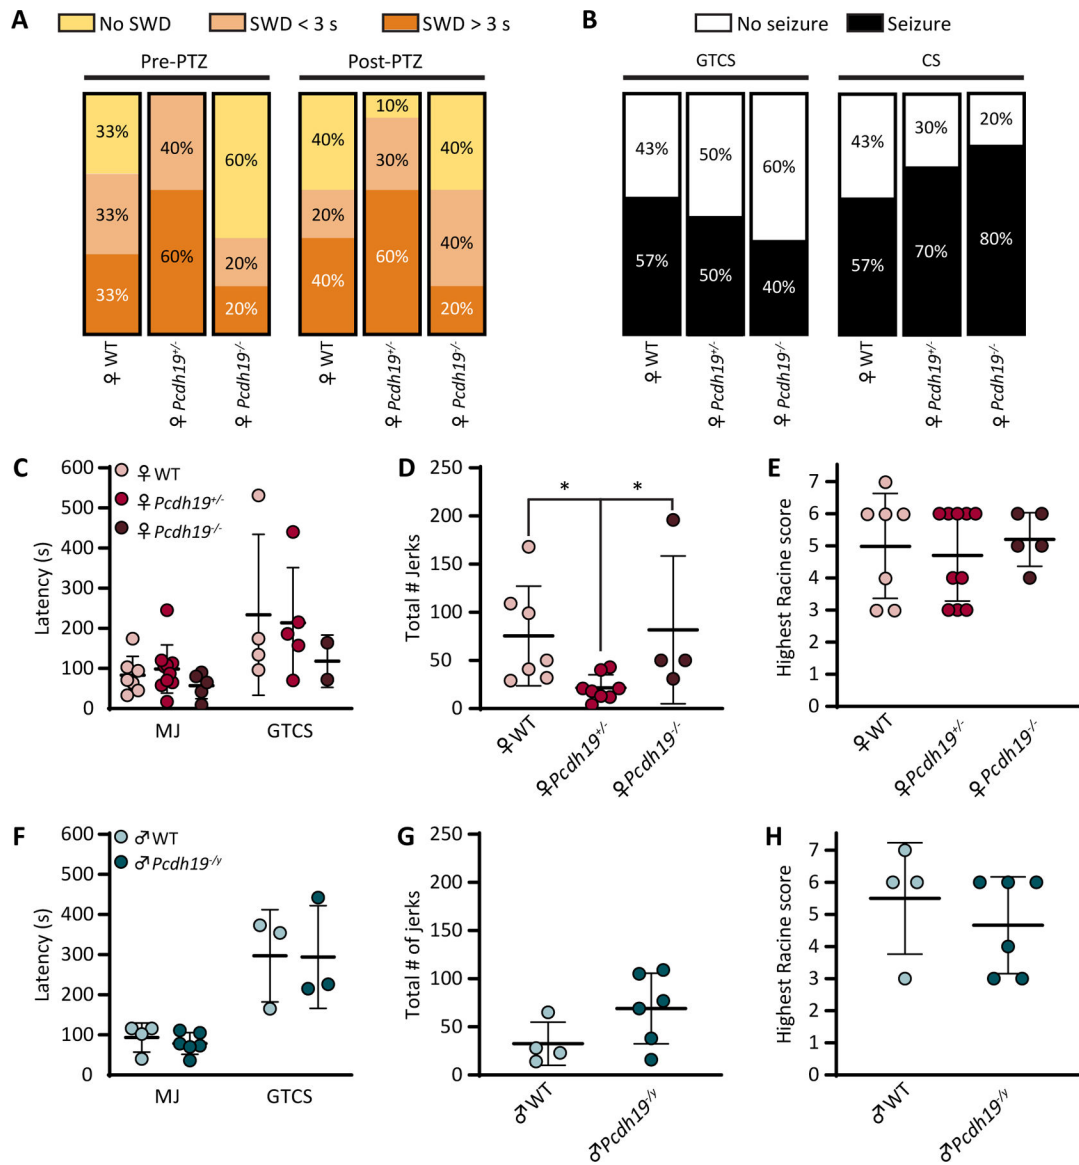 A
No SWD
SWD < 3 s
SWD > 3 s
Pre-PTZ
Post-PTZ
33%
33%
33%
40%
60%
60%
20%
20%
40%
20%
40%
10%
30%
60%
40%
40%
20%
♀ WT
♀ Pcdh19+/-
♀ Pcdh19-/-
♀ WT
♀ Pcdh19+/-
♀ Pcdh19-/-
B
No seizure
Seizure
GTCS
CS
43%
57%
50%
50%
60%
40%
43%
57%
30%
70%
20%
80%
♀ WT
♀ Pcdh19+/-
♀ Pcdh19-/-
♀ WT
♀ Pcdh19+/-
♀ Pcdh19-/-
C
♀ WT
♀ Pcdh19+/-
♀ Pcdh19-/-
Latency (s)
600
500
400
300
200
100
0
MJ
GTCS
D
Total # Jerks
250
200
150
100
50
0
*
*
♀ WT
♀ Pcdh19+/-
♀ Pcdh19-/-
E
Highest Racine score
7
6
5
4
3
2
1
0
♀ WT
♀ Pcdh19+/-
♀ Pcdh19-/-
F
♂ WT
♂ Pcdh19-/y
Latency (s)
600
500
400
300
200
100
0
MJ
GTCS
G
Total # of jerks
250
200
150
100
50
0
♂ WT
♂ Pcdh19-/y
H
Highest Racine score
7
6
5
4
3
2
1
0
♂ WT
♂ Pcdh19-/y